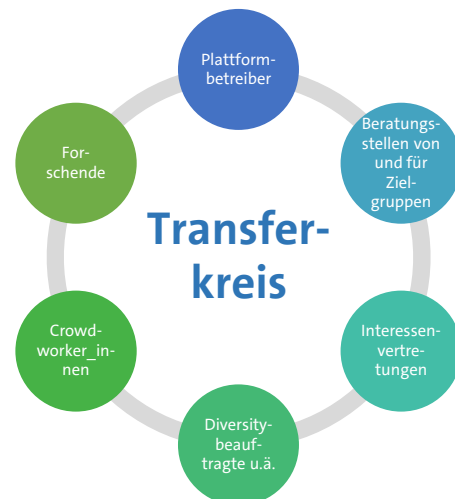 Plattform-
betreiber
Beratungs-
stellen von
und für
Ziel-
gruppen
Interessen-
vertre-
tungen
Diversity-
beauf-
tragte u.ä.
Crowd-
worker_in-
nen
For-
schende
Transfer-
kreis